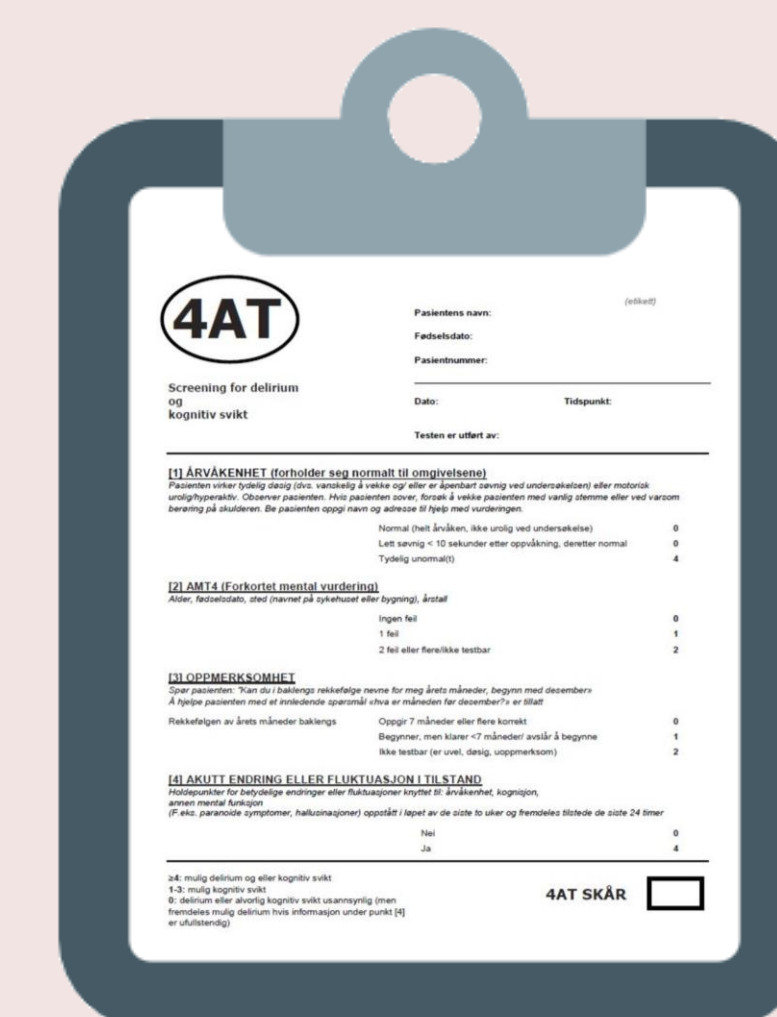 4AT
(etikett)
Pasientens navn:
Fødselsdato:
Pasientnummer:
Screening for delirium
og
kognitiv svikt
Dato: Tidspunkt:
Testen er utført av:
[1] ÅRVÅKENHET (forholder seg normalt til omgivelsene)
Pasienten virker tydelig døsig (dvs. vanskelig å vekke og/ eller er åpenbart søvnig ved undersøkelsen) eller motorisk
urolig/hyperaktiv. Observer pasienten. Hvis pasienten sover, forsøk å vekke pasienten med vanlig stemme eller ved varsom
berøring på skulderen. Be pasienten oppgi navn og adresse til hjelp med vurderingen.
Normal (helt årvåken, ikke urolig ved undersøkelse) 0
Lett søvnig < 10 sekunder etter oppvåkning, deretter normal 0
Tydelig unormal(t) 4
[2] AMT4 (Forkortet mental vurdering)
Alder, fødselsdato, sted (navnet på sykehuset eller bygning), årstall
Ingen feil 0
1 feil 1
2 feil eller flere/ikke testbar 2
[3] OPPMERKSOMHET
Spør pasienten: "Kan du i baklengs rekkefølge nevne for meg årets måneder, begynn med desember»
Å hjelpe pasienten med et innledende spørsmål «hva er måneden før desember?» er tillatt
Rekkefølgen av årets måneder baklengs Oppgir 7 måneder eller flere korrekt 0
Begynner, men klarer <7 måneder/ avslår å begynne 1
Ikke testbar (er uvel, døsig, uoppmerksom) 2
[4] AKUTT ENDRING ELLER FLUKTUASJON I TILSTAND
Holdepunkter for betydelige endringer eller fluktuasjoner knyttet til: årvåkenhet, kognisjon,
annen mental funksjon
(F.eks. paranoide symptomer, hallusinasjoner) oppstått i løpet av de siste to uker og fremdeles tilstede de siste 24 timer
Nei 0
Ja 4
≥4: mulig delirium og eller kognitiv svikt
1-3: mulig kognitiv svikt
0: delirium eller alvorlig kognitiv svikt usannsynlig (men
fremdeles mulig delirium hvis informasjon under punkt [4]
er ufullstendig)
4AT SKÅR